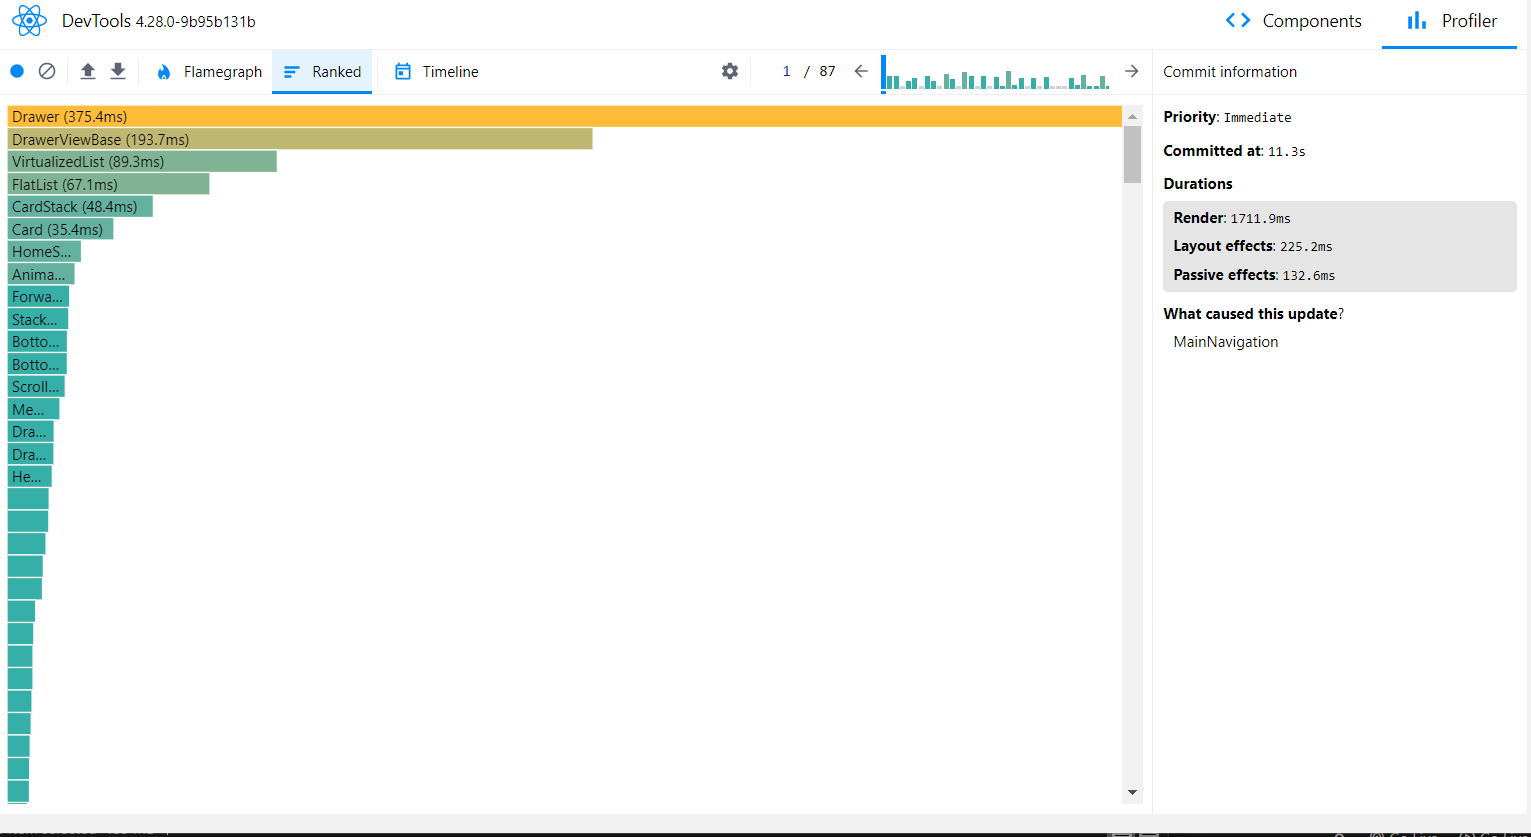 DevTools 4.28.0-9b95b131b
Components
Profiler
Flamegraph
Ranked
Timeline
1 / 87
Commit information
Drawer (375.4ms)
DrawerViewBase (193.7ms)
VirtualizedList (89.3ms)
FlatList (67.1ms)
CardStack (48.4ms)
Card (35.4ms)
HomeS...
Anima...
Forwa...
Stack...
Botto...
Botto...
Scroll...
Me...
Dra...
Dra...
He...
Priority: Immediate
Committed at: 11.3s
Durations
Render: 1711.9ms
Layout effects: 225.2ms
Passive effects: 132.6ms
What caused this update?
MainNavigation